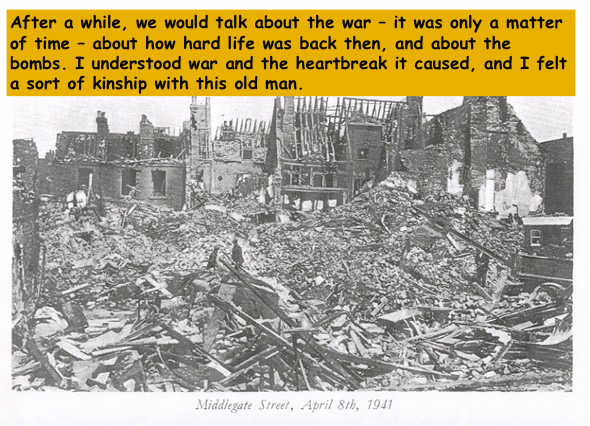 After a while, we would talk about the war – it was only a matter
of time – about how hard life was back then, and about the
bombs. I understood war and the heartbreak it caused, and I felt
a sort of kinship with this old man.
Middlegate Street, April 8th, 1941